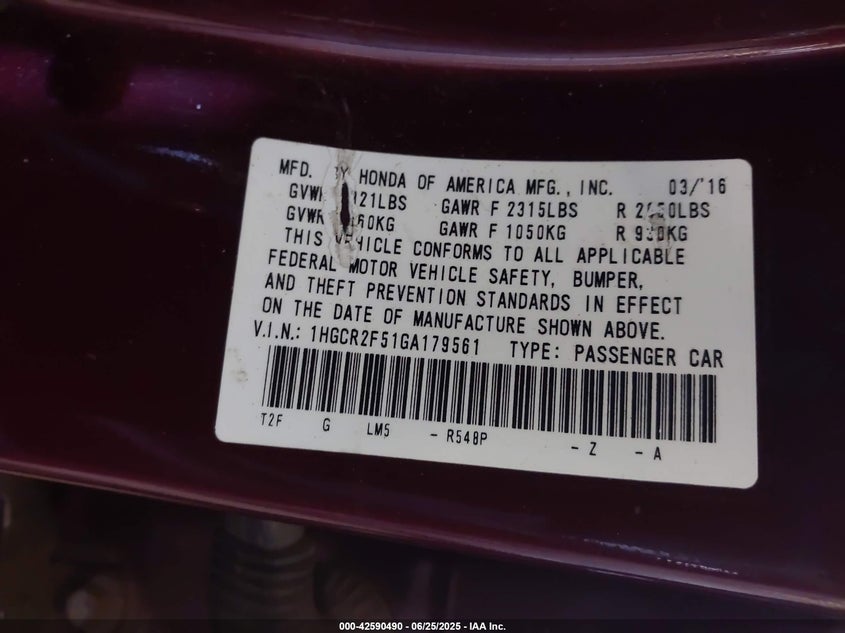 MFD. BY HONDA OF AMERICA MFG., INC. 03/'16
GAWR F 2315LBS
GAWR F 1050KG
THIS VEHICLE CONFORMS TO ALL APPLICABLE
FEDERAL MOTOR VEHICLE SAFETY, BUMPER,
AND THEFT PREVENTION STANDARDS IN EFFECT
ON THE DATE OF MANUFACTURE SHOWN ABOVE.
V.I.N.: 1HGCR2F51GA179561 TYPE: PASSENGER CAR
T2F G LM5 - R548P - Z - A
000-42590490 - 06/25/2025 - IAA Inc.